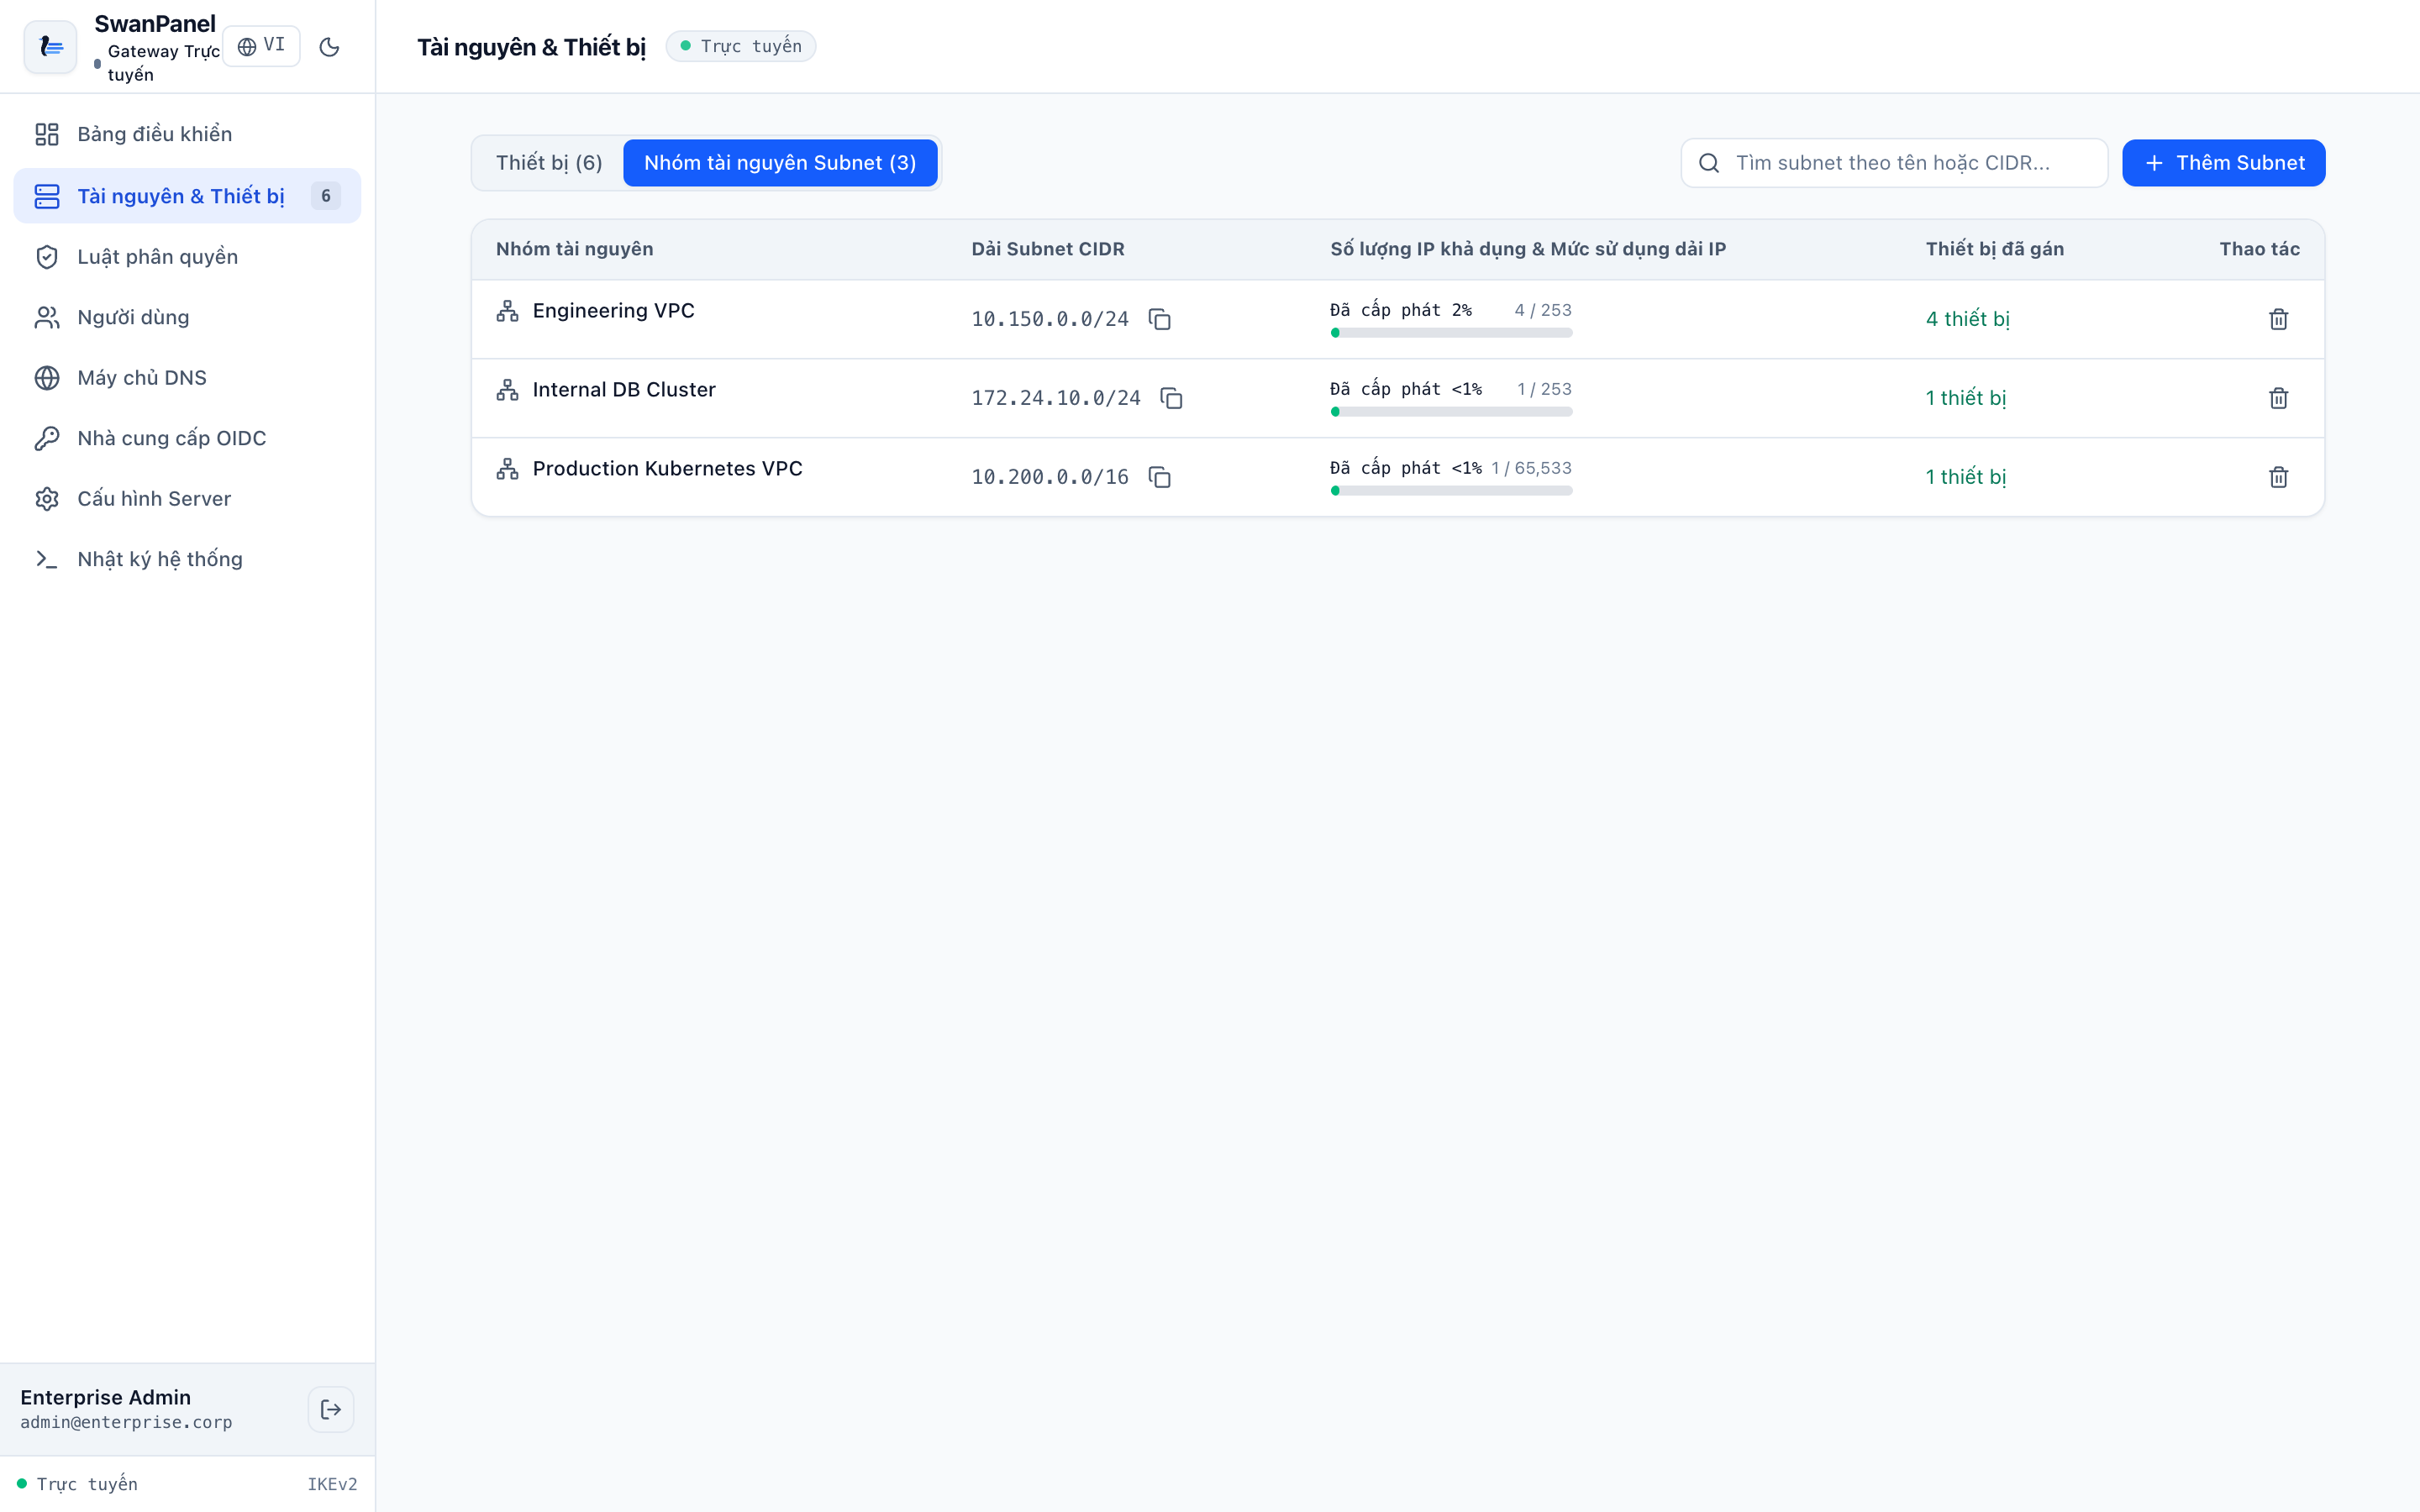 SwanPanel
Gateway Trực tuyến
VI
Tài nguyên & Thiết bị
Trực tuyến
Bảng điều khiển
Tài nguyên & Thiết bị 6
Luật phân quyền
Người dùng
Máy chủ DNS
Nhà cung cấp OIDC
Cấu hình Server
Nhật ký hệ thống
Thiết bị (6)
Nhóm tài nguyên Subnet (3)
Tìm subnet theo tên hoặc CIDR...
Thêm Subnet
Nhóm tài nguyên
Dải Subnet CIDR
Số lượng IP khả dụng & Mức sử dụng dải IP
Thiết bị đã gán
Thao tác
Engineering VPC
10.150.0.0/24
Đã cấp phát 2% 4 / 253
4 thiết bị
Internal DB Cluster
172.24.10.0/24
Đã cấp phát <1% 1 / 253
1 thiết bị
Production Kubernetes VPC
10.200.0.0/16
Đã cấp phát <1% 1 / 65,533
1 thiết bị
Enterprise Admin
admin@enterprise.corp
Trực tuyến
IKEv2